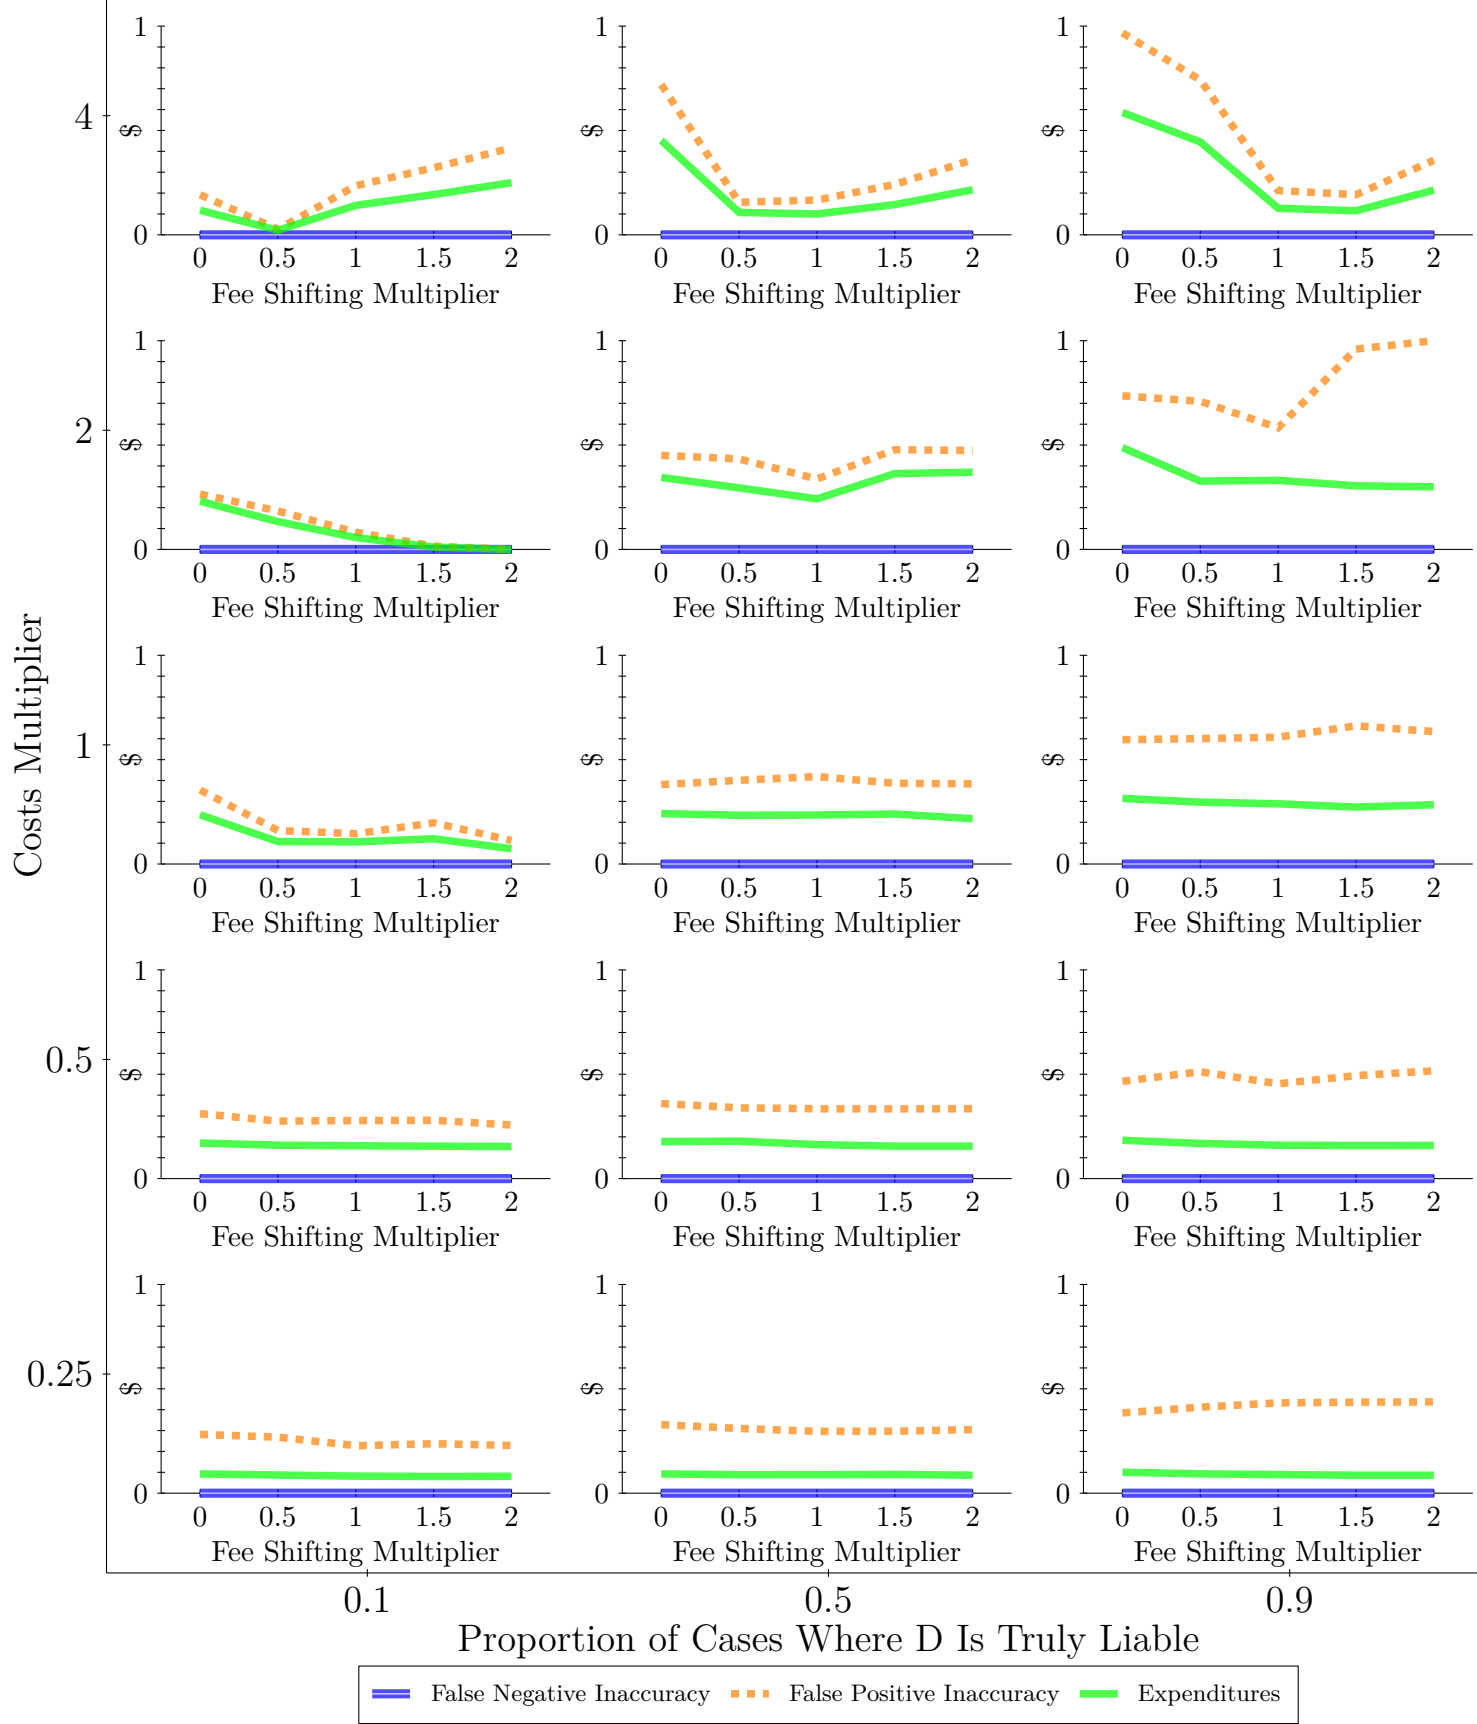 1
1
1
4
$
$
$
0
0
0
0 0.5 1 1.5 2
0 0.5 1 1.5 2
0 0.5 1 1.5 2
Fee Shifting Multiplier
Fee Shifting Multiplier
Fee Shifting Multiplier
1
1
1
2
$
$
$
0
0
0
0 0.5 1 1.5 2
0 0.5 1 1.5 2
0 0.5 1 1.5 2
Fee Shifting Multiplier
Fee Shifting Multiplier
Fee Shifting Multiplier
Costs Multiplier
1
1
1
1
$
$
$
0
0
0
0 0.5 1 1.5 2
0 0.5 1 1.5 2
0 0.5 1 1.5 2
Fee Shifting Multiplier
Fee Shifting Multiplier
Fee Shifting Multiplier
1
1
1
0.5
$
$
$
0
0
0
0 0.5 1 1.5 2
0 0.5 1 1.5 2
0 0.5 1 1.5 2
Fee Shifting Multiplier
Fee Shifting Multiplier
Fee Shifting Multiplier
1
1
1
0.25
$
$
$
0
0
0
0 0.5 1 1.5 2
0 0.5 1 1.5 2
0 0.5 1 1.5 2
Fee Shifting Multiplier
Fee Shifting Multiplier
Fee Shifting Multiplier
0.1 0.5 0.9
Proportion of Cases Where D Is Truly Liable
False Negative Inaccuracy False Positive Inaccuracy Expenditures